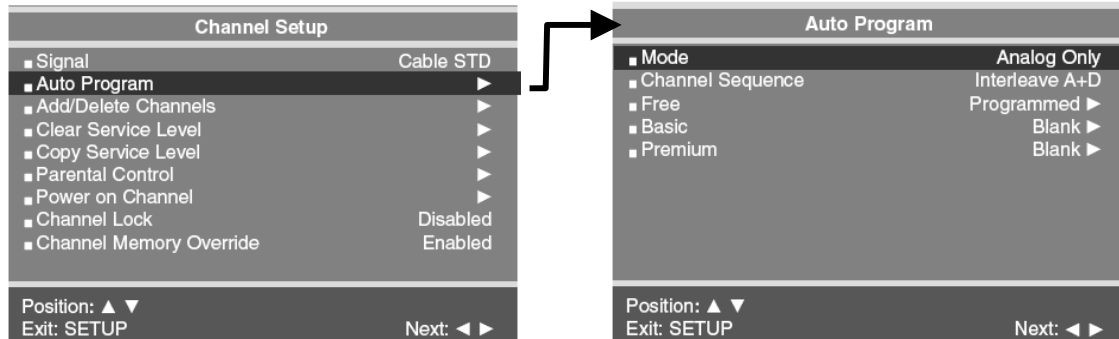 Channel Setup
Signal Cable STD
Auto Program ►
Add/Delete Channels ►
Clear Service Level ►
Copy Service Level ►
Parental Control ►
Power on Channel ►
Channel Lock Disabled
Channel Memory Override Enabled
Position: ▲ ▼
Exit: SETUP Next: ◄ ►
Auto Program
Mode Analog Only
Channel Sequence Interleave A+D
Free Programmed ►
Basic Blank ►
Premium Blank ►
Position: ▲ ▼
Exit: SETUP Next: ◄ ►